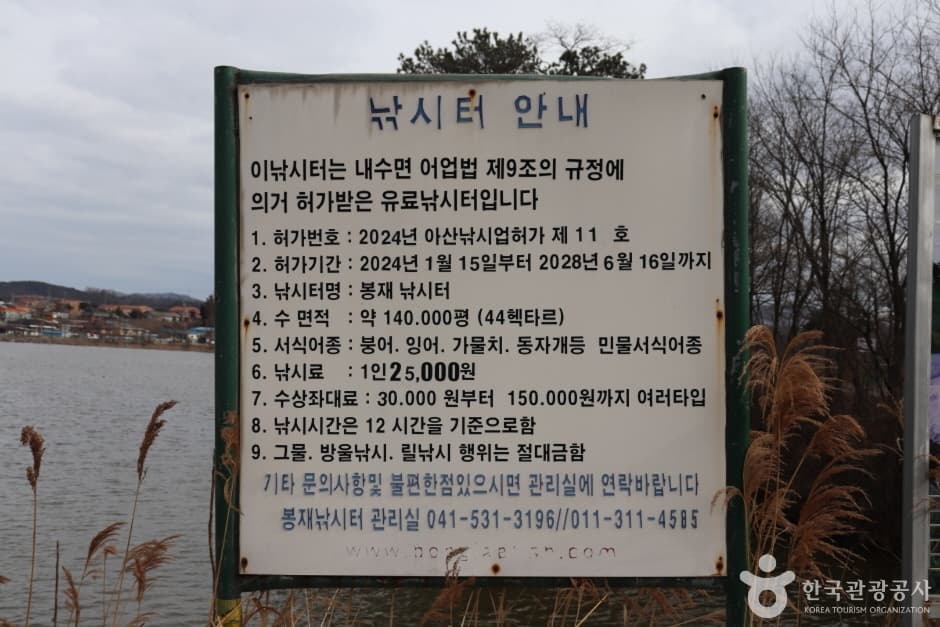 낚시터 안내
이낚시터는 내수면 어업법 제9조의 규정에
의거 허가받은 유료낚시터입니다
1. 허가번호 : 2024년 아산낚시업허가 제 11 호
2. 허가기간 : 2024년 1월 15일부터 2028년 6월 16일까지
3. 낚시터명 : 봉재 낚시터
4. 수 면적 : 약 140.000평 (44헥타르)
5. 서식어종 : 붕어. 잉어. 가물치. 동자개등 민물서식어종
6. 낚시료 : 1인 25,000원
7. 수상좌대료 : 30.000 원부터 150.000원까지 여러타입
8. 낚시시간은 12 시간을 기준으로함
9. 그물. 방울낚시. 릴낚시 행위는 절대금함
기타 문의사항및 불편한점있으시면 관리실에 연락바랍니다
봉재낚시터 관리실 041-531-3196//011-311-4585
한국관광공사
KOREA TOURISM ORGANIZATION